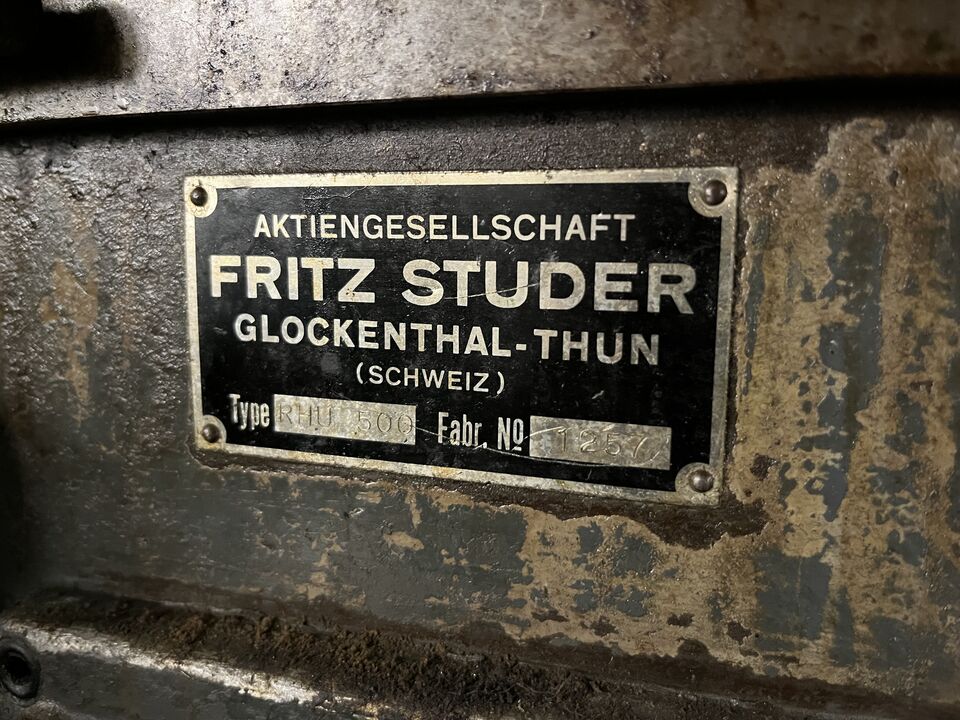 AKTIENGESELLSCHAFT
FRITZ STUDER
GLOCKENTHAL-THUN
(SCHWEIZ)
Type RHU 500 Fabr. No 1257